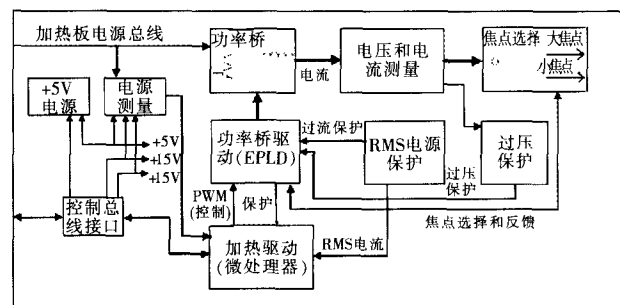 加热板电源总线
功率桥
电流
电压和电
流测量
焦点选择 大焦点
小焦点
+5V
电源
电源
测量
+5V
+15V
+15V
功率桥驱
动(EPLD)
过流保护
RMS电源
保护
过压
保护
过压
保护
控制总
线接口
PWM
(控制)
保护
焦点选择和反馈
加热驱动
(微处理器)
RMS电流